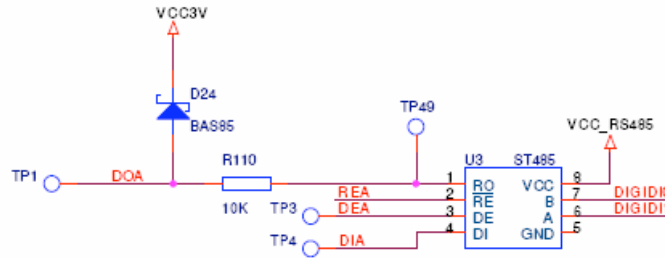 VCC3V
D24
BAS85
TP49
U3 ST485
VCC_RS485
TP1 DOA
R110
10K
1 RO VCC 8
REA 2 RE B 7 DIGIDI
TP3 DEA 3 DE A 6 DIGIDI
TP4 DIA 4 DI GND 5